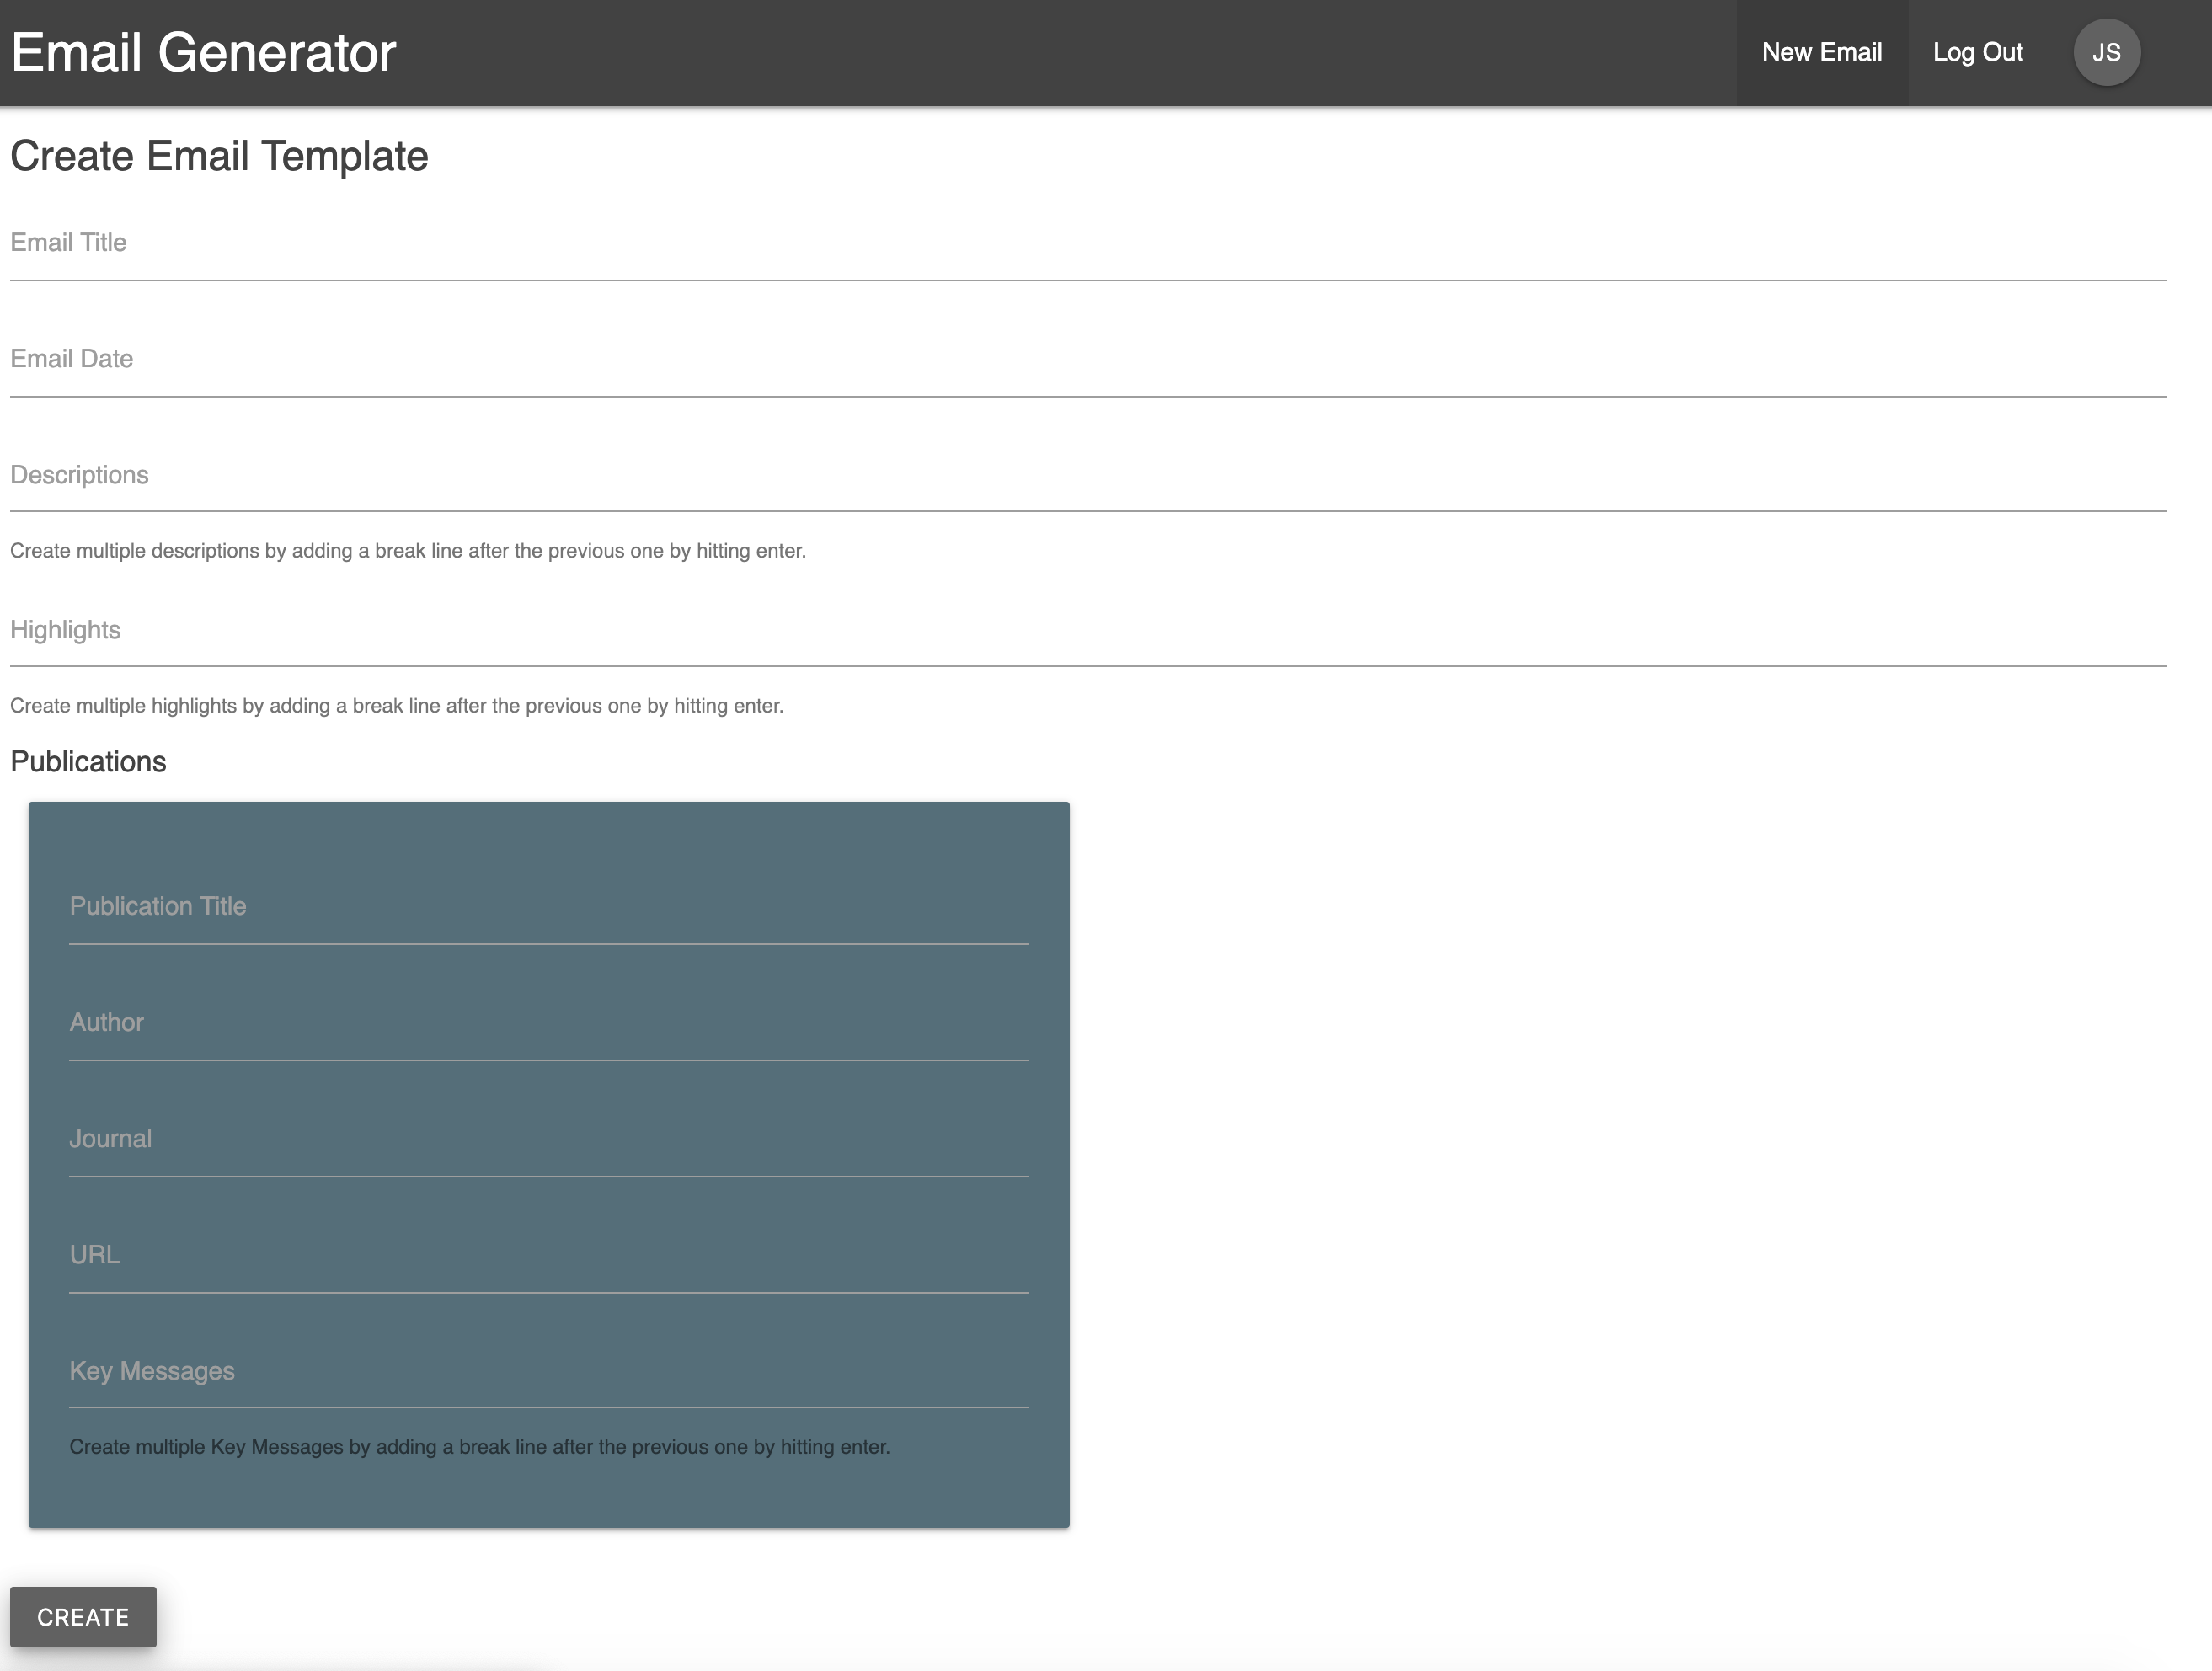 Email Generator
New Email
Log Out
JS
Create Email Template
Email Title
Email Date
Descriptions
Create multiple descriptions by adding a break line after the previous one by hitting enter.
Highlights
Create multiple highlights by adding a break line after the previous one by hitting enter.
Publications
Publication Title
Author
Journal
URL
Key Messages
Create multiple Key Messages by adding a break line after the previous one by hitting enter.
CREATE